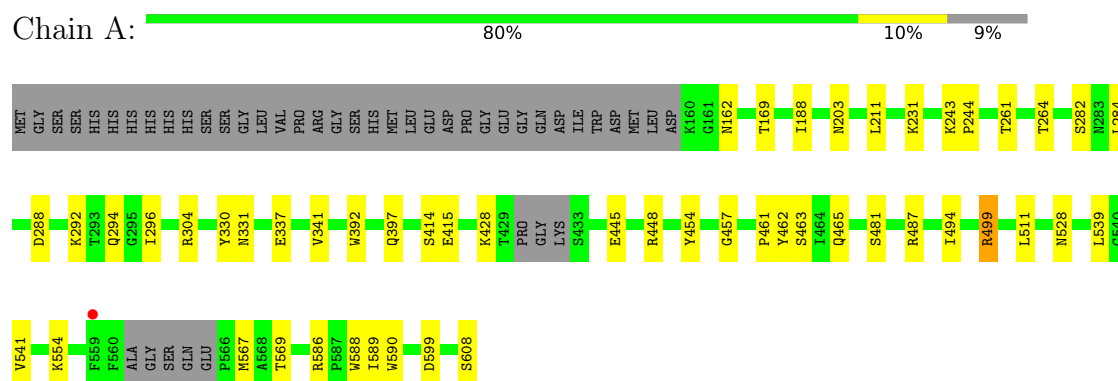 Chain A:
80% 10% 9%
MET GLY SER SER HIS HIS HIS HIS HIS HIS SER SER GLY LEU VAL PRO ARG GLY SER HIS MET LEU GLU ASP PRO GLY GLU GLY GLN ASP ILE TRP ASP MET LEU ASP K160 G161 N162 T169 I188 N203 L211 K231 K243 P244 T261 T264 S282 N283
D288 K292 T293 Q294 G295 I296 R304 Y330 N331 E337 V341 W392 Q397 S414 E415 K428 T429 PRO GLY LYS S433 E445 R448 Y454 G457 P461 Y462 S463 I464 Q465 S481 R487 I494 R499 L511 N528 L539
V541 K554 F559 F560 ALA GLY SER GLN GLU P566 M567 A568 T569 R586 P587 W588 I589 W590 D599 S608